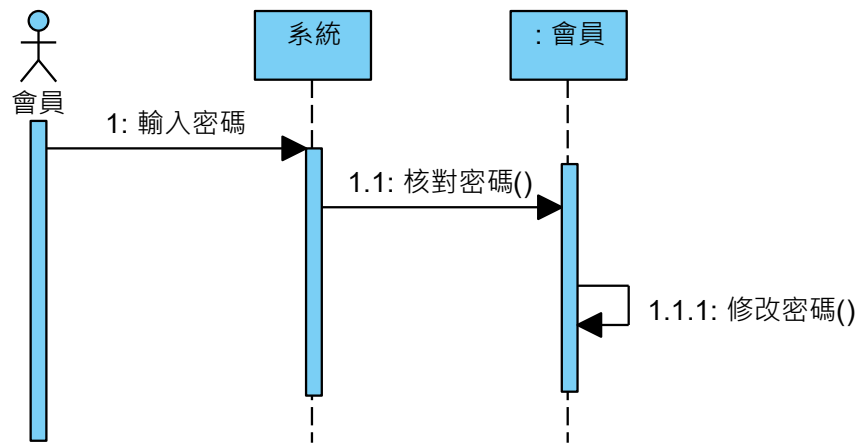 系統
: 會員
會員
1: 輸入密碼
1.1: 核對密碼()
1.1.1: 修改密碼()